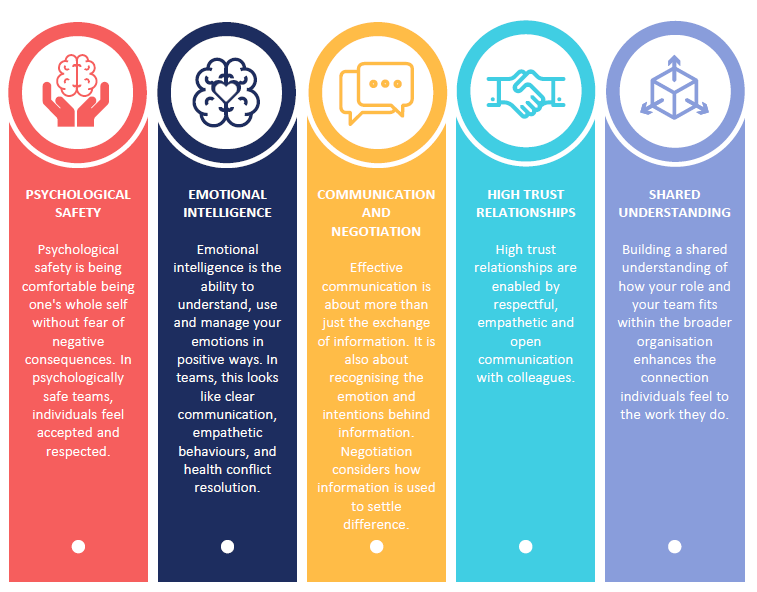 PSYCHOLOGICAL
SAFETY
Psychological
safety is being
comfortable being
one's whole self
without fear of
negative
consequences. In
psychologically
safe teams,
individuals feel
accepted and
respected.
EMOTIONAL
INTELLIGENCE
Emotional
intelligence is the
ability to
understand, use
and manage your
emotions in
positive ways. In
teams, this looks
like clear
communication,
empathetic
behaviours, and
health conflict
resolution.
COMMUNICATION
AND
NEGOTIATION
Effective
communication is
about more than
just the exchange
of information. It is
also about
recognising the
emotion and
intentions behind
information.
Negotiation
considers how
information is used
to settle
difference.
HIGH TRUST
RELATIONSHIPS
High trust
relationships are
enabled by
respectful,
empathetic and
open
communication
with colleagues.
SHARED
UNDERSTANDING
Building a shared
understanding of
how your role and
your team fits
within the broader
organisation
enhances the
connection
individuals feel to
the work they do.